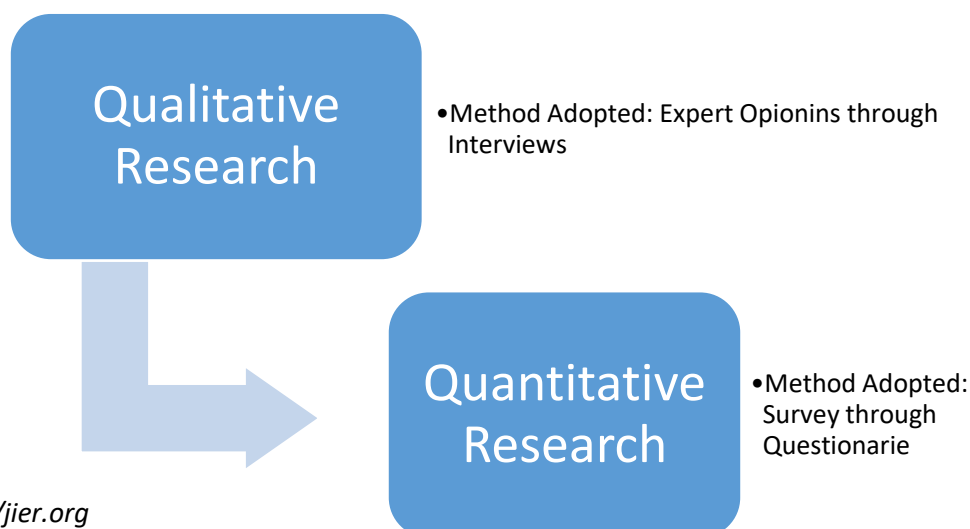 Qualitative
Research
•Method Adopted: Expert Opionins through
Interviews
Quantitative
Research
•Method Adopted:
Survey through
Questionarie
/jier.org